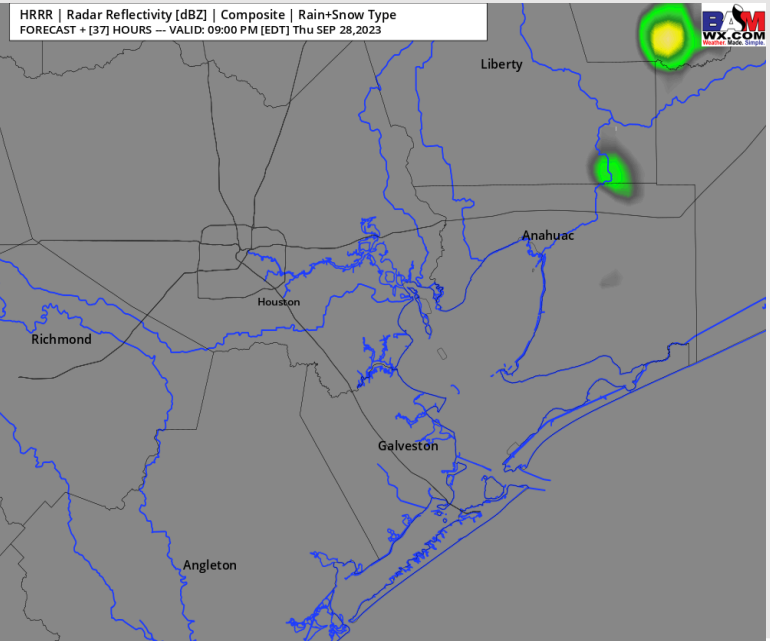 HRRR | Radar Reflectivity [dBZ] | Composite | Rain+Snow Type
FORECAST + [37] HOURS --- VALID: 09:00 PM [EDT] Thu SEP 28,2023
BAM
WX.COM
Weather. Made. Simple.
Liberty
Anahuac
Houston
Richmond
Galveston
Angleton